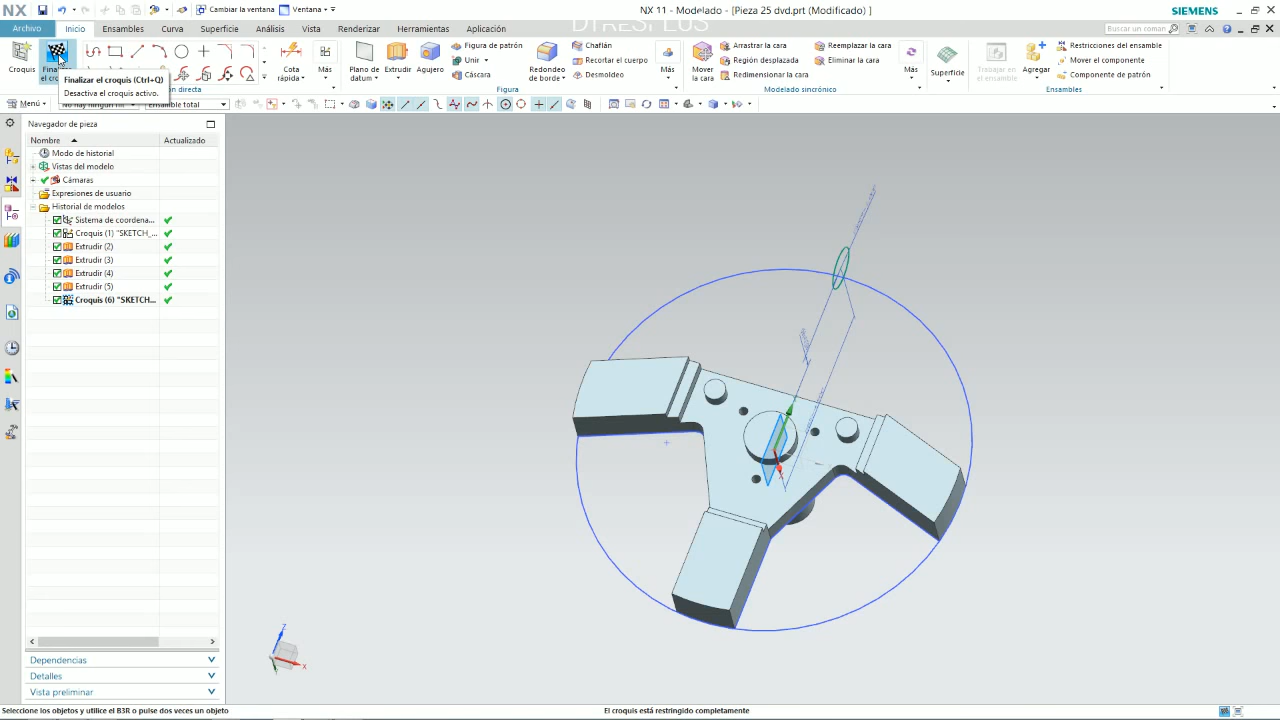 NX
Cambiar la ventana
Ventana
NX 11 - Modelado - [Pieza 25 dvd.prt (Modificado) ]
SIEMENS
DTRESPLUS
Archivo
Inicio
Ensambles
Curva
Superficie
Análisis
Vista
Renderizar
Herramientas
Aplicación
Buscar un coman
Croquis
Cota rápida
Más
Plano de datum
Extrudir
Agujero
Figura de patrón
Unir
Cáscara
Redondeo de borde
Chaflán
Recortar el cuerpo
Desmoldeo
Más
Mover la cara
Arrastrar la cara
Región desplazada
Redimensionar la cara
Reemplazar la cara
Eliminar la cara
Más
Superficie
Trabajar en el ensamble
Agregar
Restricciones del ensamble
Mover el componente
Componente de patrón
Finalizar el croquis (Ctrl+Q)
Desactiva el croquis activo.
Figura
Modelado sincrónico
Ensambles
Menú
Ensamble total
Navegador de pieza
Nombre
Actualizado
Modo de historial
Vistas del modelo
Cámaras
Expresiones de usuario
Historial de modelos
Sistema de coordena...
Croquis (1) "SKETCH_...
Extrudir (2)
Extrudir (3)
Extrudir (4)
Extrudir (5)
Croquis (6) "SKETCH...
Z
X
Dependencias
Detalles
Vista preliminar
Seleccione los objetos y utilice el B3R o pulse dos veces un objeto
El croquis está restringido completamente